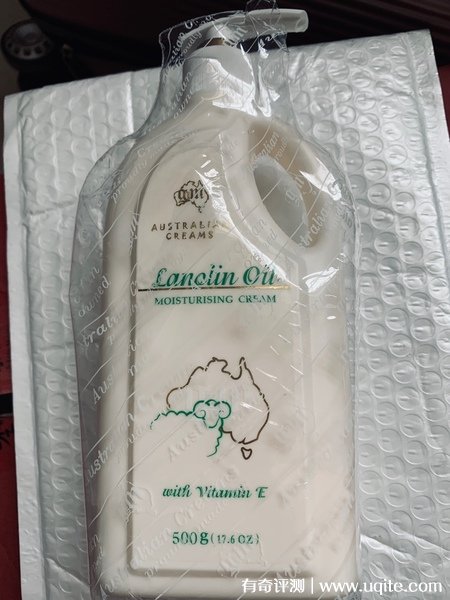 AUSTRALIAN
CREAMS
Lanolin Oil
MOISTURISING CREAM
with Vitamin E
500g (17.6 OZ)
有奇评测 | www.uqite.com